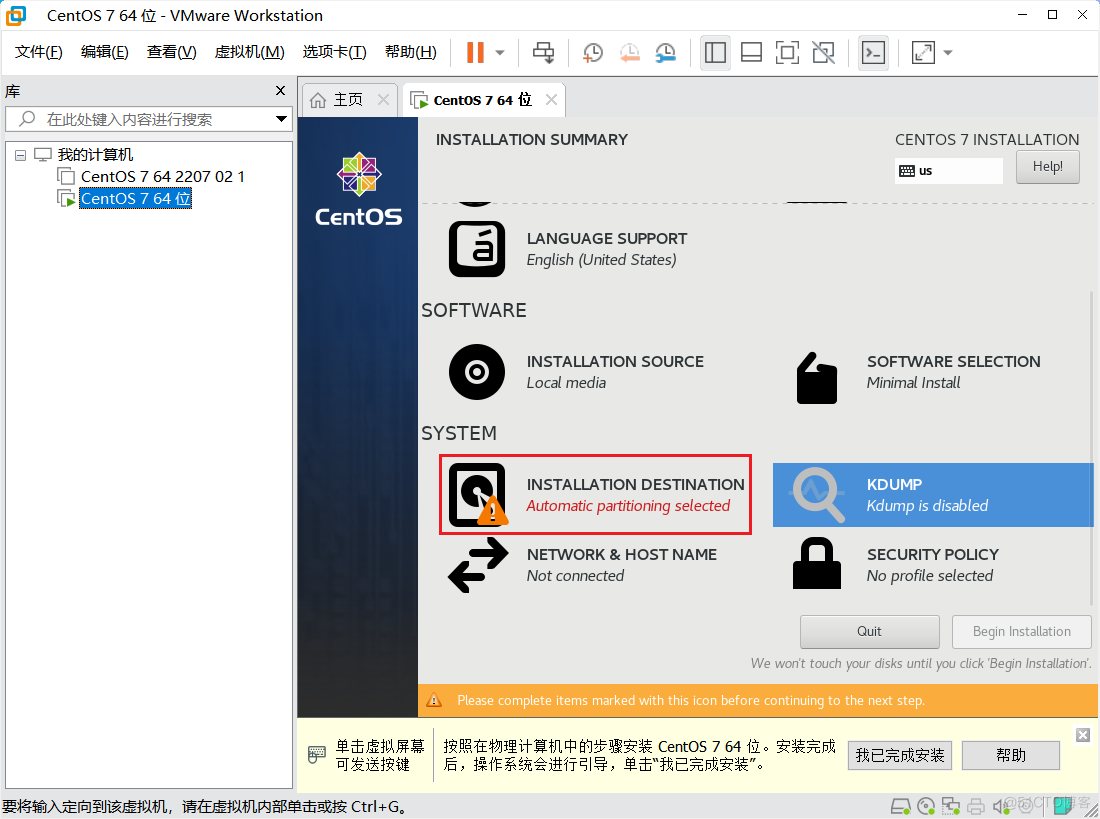 CentOS 7 64 位 - VMware Workstation
文件(F) 编辑(E) 查看(V) 虚拟机(M) 选项卡(T) 帮助(H)
库
在此处键入内容进行搜索
我的计算机
CentOS 7 64 2207 02 1
CentOS 7 64 位
主页
CentOS 7 64 位
CentOS
INSTALLATION SUMMARY
CENTOS 7 INSTALLATION
us
Help!
LANGUAGE SUPPORT
English (United States)
SOFTWARE
INSTALLATION SOURCE
Local media
SOFTWARE SELECTION
Minimal Install
SYSTEM
INSTALLATION DESTINATION
Automatic partitioning selected
KDUMP
Kdump is disabled
NETWORK & HOST NAME
Not connected
SECURITY POLICY
No profile selected
Quit
Begin Installation
We won't touch your disks until you click 'Begin Installation'.
Please complete items marked with this icon before continuing to the next step.
单击虚拟屏幕
可发送按键
按照在物理计算机中的步骤安装 CentOS 7 64 位。安装完成
后，操作系统会进行引导，单击“我已完成安装”。
我已完成安装
帮助
要将输入定向到该虚拟机，请在虚拟机内部单击或按 Ctrl+G。
@51CTO博客